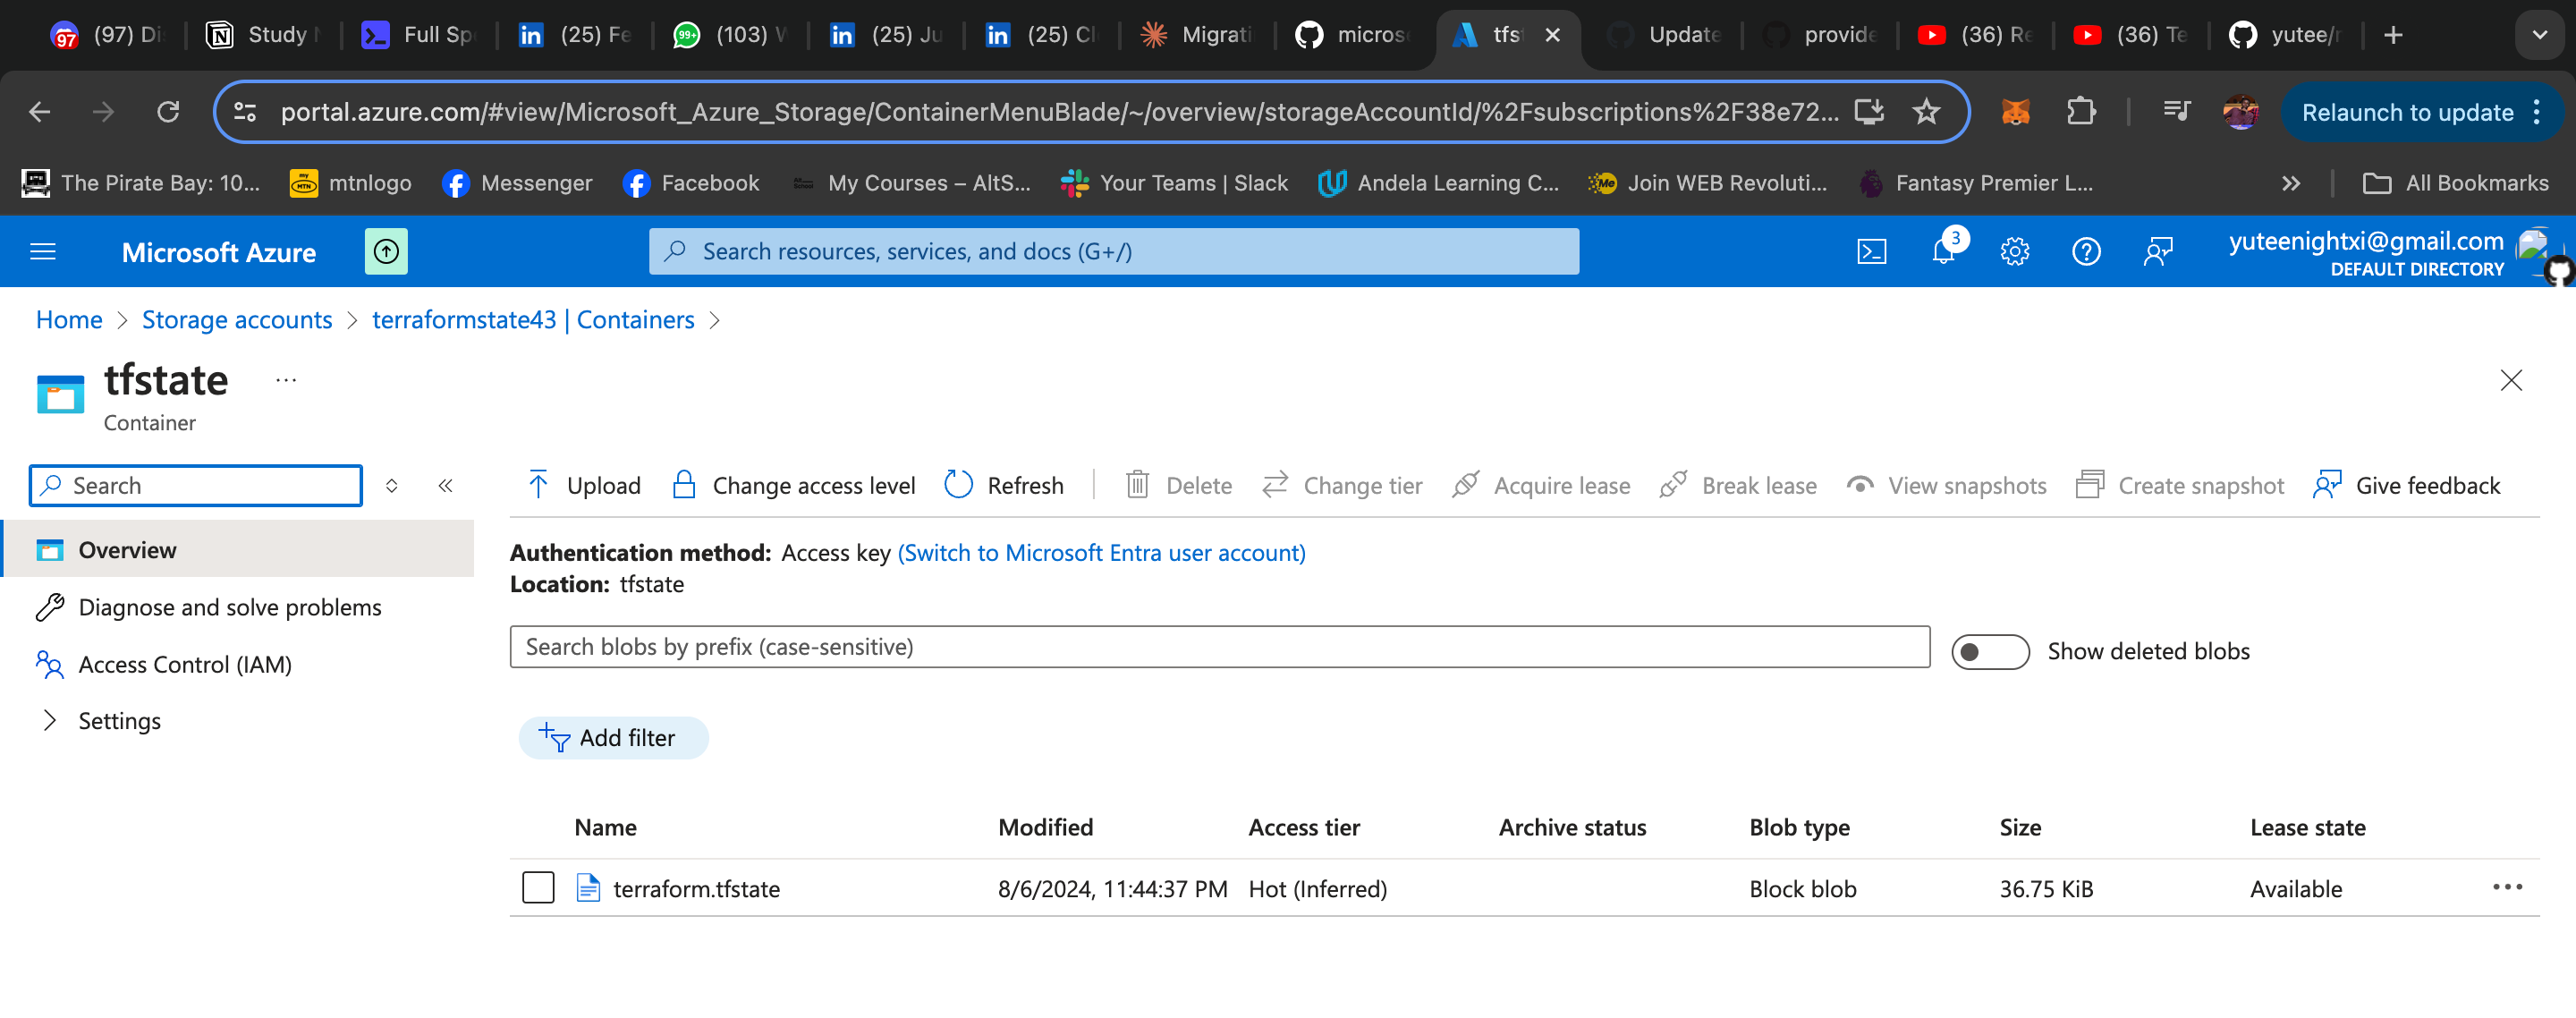 97 (97) Di Study Full Sp (25) Fe 99+ (103) (25) Ju (25) Cl Migrati micros tfs Update provide (36) Re (36) Te yutee/
portal.azure.com/#view/Microsoft_Azure_Storage/ContainerMenuBlade/~/overview/storageAccountId/%2Fsubscriptions%2F38e72... Relaunch to update
The Pirate Bay: 10... my MTN mtnlogo Messenger Facebook My Courses – AltS... Your Teams | Slack Andela Learning C... Me Join WEB Revoluti... Fantasy Premier L... All Bookmarks
Microsoft Azure Search resources, services, and docs (G+/) 3 yuteenightxi@gmail.com
DEFAULT DIRECTORY
Home > Storage accounts > terraformstate43 | Containers >
tfstate ...
Container
Search Upload Change access level Refresh Delete Change tier Acquire lease Break lease View snapshots Create snapshot Give feedback
Overview
Diagnose and solve problems
Access Control (IAM)
Settings
Authentication method: Access key (Switch to Microsoft Entra user account)
Location: tfstate
Search blobs by prefix (case-sensitive) Show deleted blobs
Add filter
Name Modified Access tier Archive status Blob type Size Lease state
terraform.tfstate 8/6/2024, 11:44:37 PM Hot (Inferred) Block blob 36.75 KiB Available ...